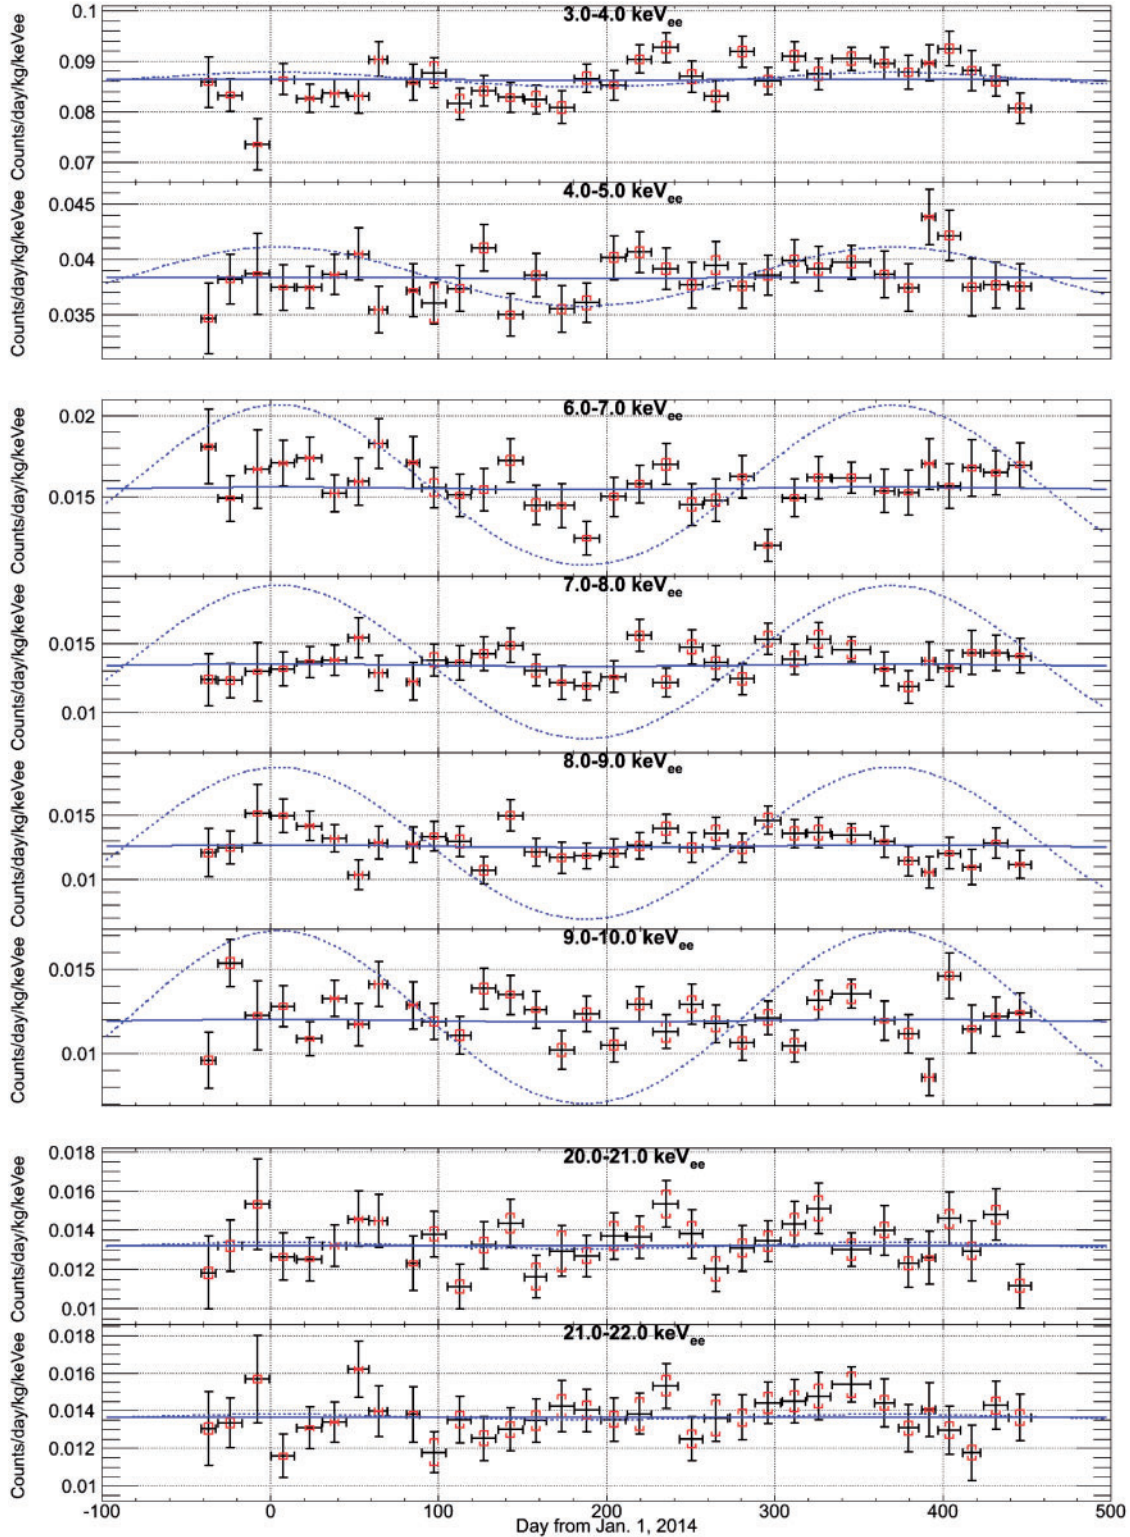 0.1
3.0-4.0 keVee
0.09
0.08
0.07
Counts/day/kg/keVee
4.0-5.0 keVee
0.045
0.04
0.035
Counts/day/kg/keVee
6.0-7.0 keVee
0.02
0.015
Counts/day/kg/keVee
7.0-8.0 keVee
0.015
0.01
Counts/day/kg/keVee
8.0-9.0 keVee
0.015
0.01
Counts/day/kg/keVee
9.0-10.0 keVee
0.015
0.01
Counts/day/kg/keVee
20.0-21.0 keVee
0.018
0.016
0.014
0.012
0.01
Counts/day/kg/keVee
21.0-22.0 keVee
0.018
0.016
0.014
0.012
0.01
Counts/day/kg/keVee
-100 0 100 200 300 400 500
Day from Jan. 1, 2014